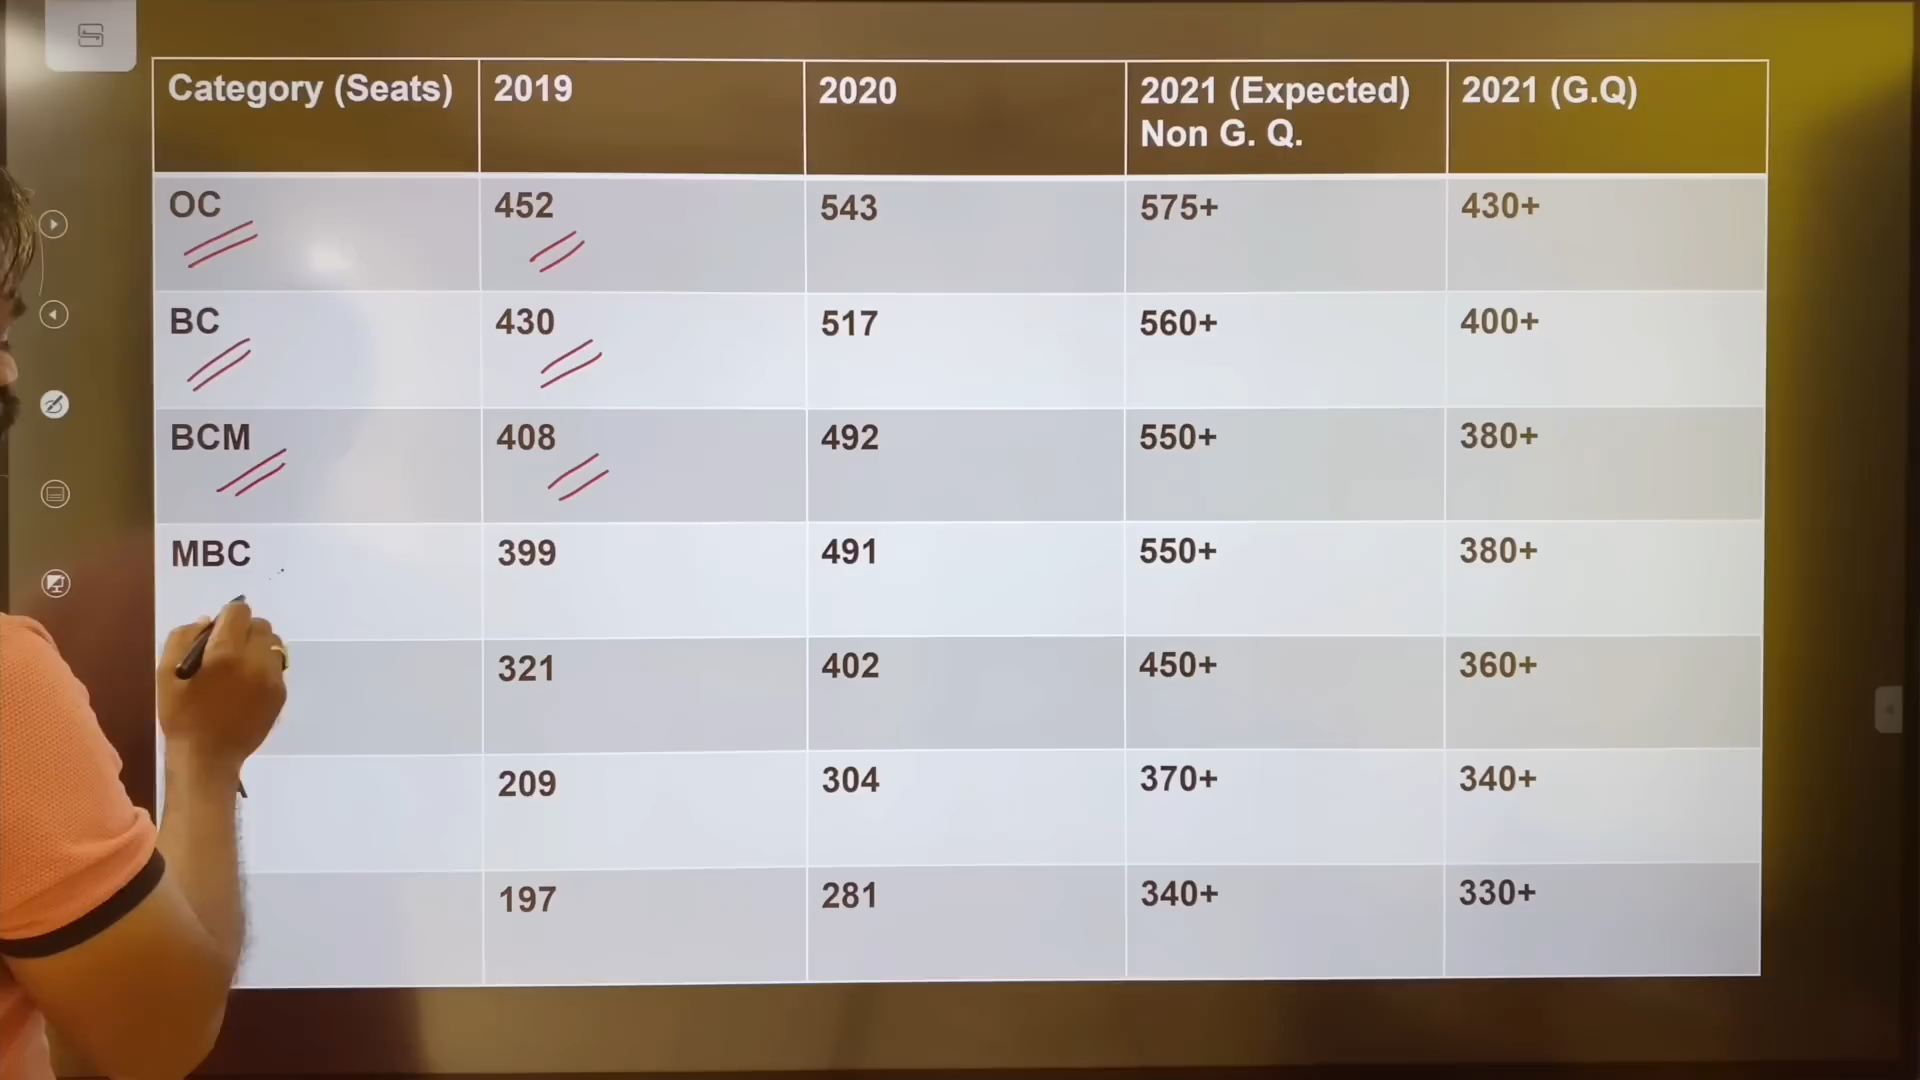 Category (Seats) 2019 2020 2021 (Expected) Non G. Q. 2021 (G.Q)
OC 452 543 575+ 430+
BC 430 517 560+ 400+
BCM 408 492 550+ 380+
MBC 399 491 550+ 380+
321 402 450+ 360+
209 304 370+ 340+
197 281 340+ 330+